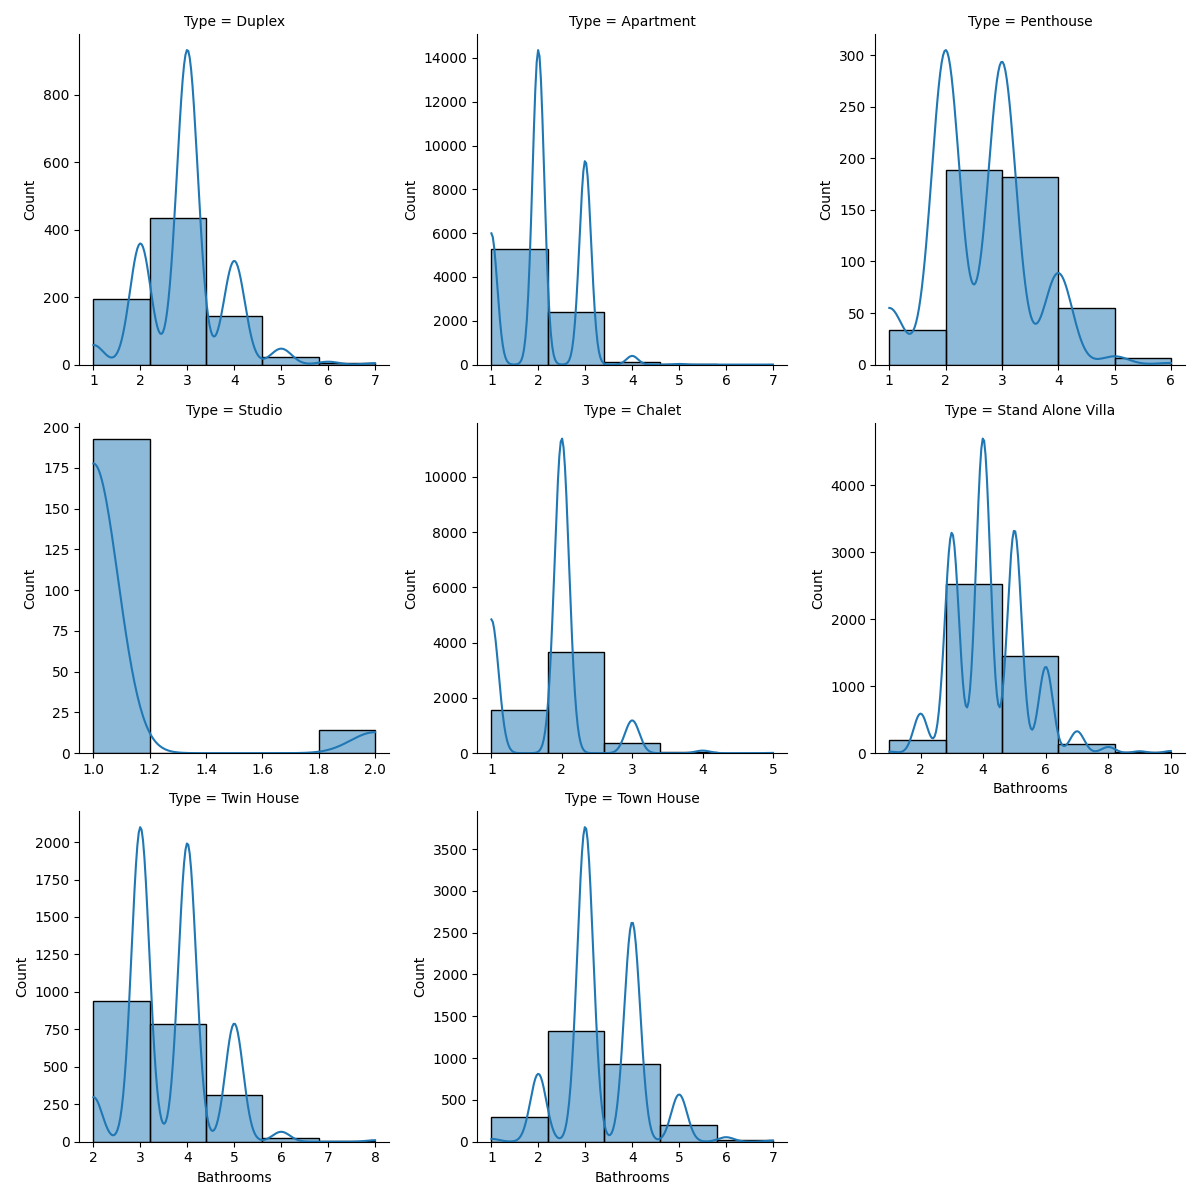 Type = Duplex
Type = Apartment
Type = Penthouse
Count
800
600
400
200
0
1 2 3 4 5 6 7
Count
14000
12000
10000
8000
6000
4000
2000
0
1 2 3 4 5 6 7
Count
300
250
200
150
100
50
0
1 2 3 4 5 6
Type = Studio
Type = Chalet
Type = Stand Alone Villa
Count
200
175
150
125
100
75
50
25
0
1.0 1.2 1.4 1.6 1.8 2.0
Count
10000
8000
6000
4000
2000
0
1 2 3 4 5
Count
4000
3000
2000
1000
0
2 4 6 8 10
Bathrooms
Type = Twin House
Type = Town House
Count
2000
1750
1500
1250
1000
750
500
250
0
2 3 4 5 6 7 8
Bathrooms
Count
3500
3000
2500
2000
1500
1000
500
0
1 2 3 4 5 6 7
Bathrooms